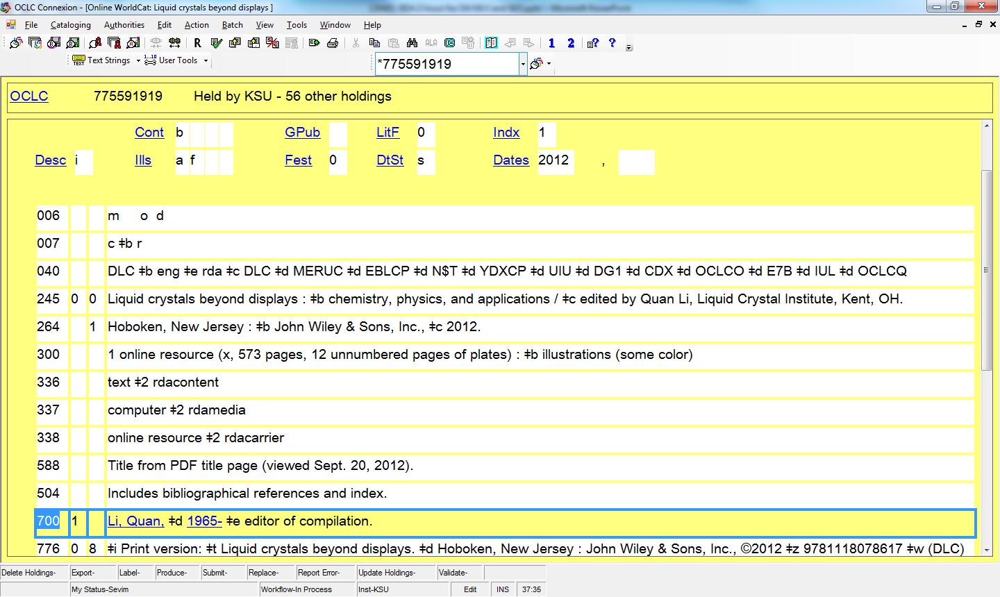 OCLC Connexion - [Online WorldCat: Liquid crystals beyond displays ]
File Cataloging Authorities Edit Action Batch View Tools Window Help
R ALA 1 2 ? ?
TEXT Text Strings 1...10 User Tools *775591919
OCLC 775591919 Held by KSU - 56 other holdings
Cont b GPub LitF 0 Indx 1
Desc i Ills a f Fest 0 DtSt s Dates 2012 ,
006 m o d
007 c ǂb r
040 DLC ǂb eng ǂe rda ǂc DLC ǂd MERUC ǂd EBLCP ǂd N$T ǂd YDXCP ǂd UIU ǂd DG1 ǂd CDX ǂd OCLCO ǂd E7B ǂd IUL ǂd OCLCQ
245 0 0 Liquid crystals beyond displays : ǂb chemistry, physics, and applications / ǂc edited by Quan Li, Liquid Crystal Institute, Kent, OH.
264 1 Hoboken, New Jersey : ǂb John Wiley & Sons, Inc., ǂc 2012.
300 1 online resource (x, 573 pages, 12 unnumbered pages of plates) : ǂb illustrations (some color)
336 text ǂ2 rdacontent
337 computer ǂ2 rdamedia
338 online resource ǂ2 rdacarrier
588 Title from PDF title page (viewed Sept. 20, 2012).
504 Includes bibliographical references and index.
700 1 Li, Quan, ǂd 1965- ǂe editor of compilation.
776 0 8 ǂi Print version: ǂt Liquid crystals beyond displays. ǂd Hoboken, New Jersey : John Wiley & Sons, Inc., ©2012 ǂz 9781118078617 ǂw (DLC)
Delete Holdings- Export- Label- Produce- Submit- Replace- Report Error- Update Holdings- Validate-
My Status-Sevim Workflow-In Process Inst-KSU Edit INS 37:35